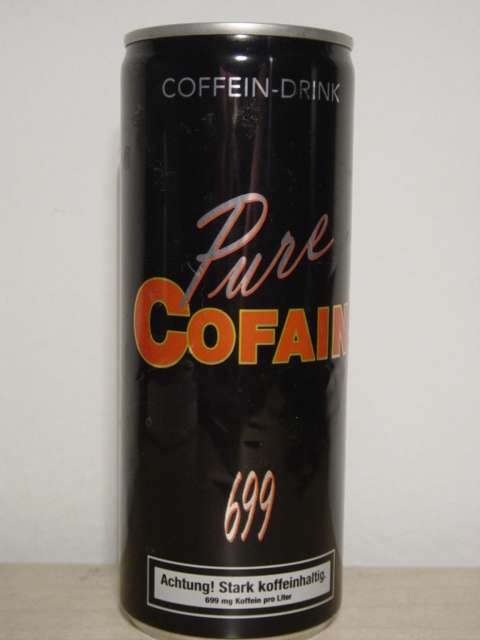 COFFEIN-DRINK
Pure
COFAIN
699
Achtung! Stark koffeinhaltig.
699 mg Koffein pro Liter